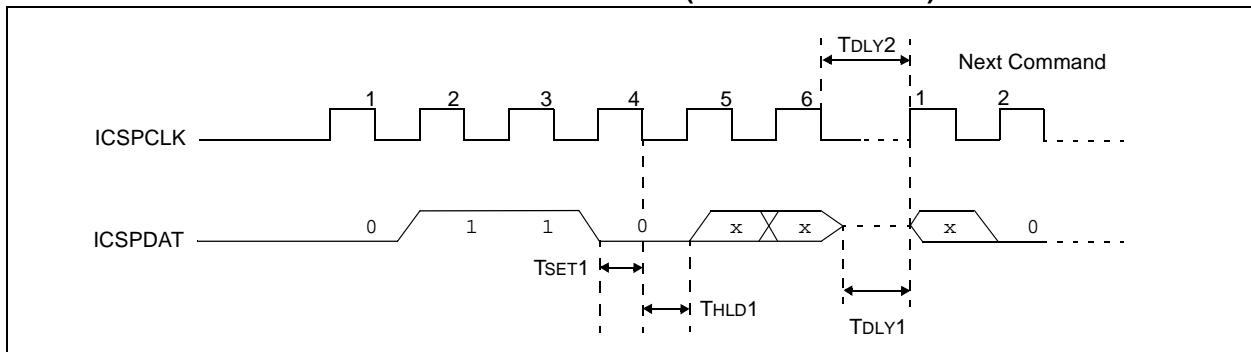 TDLY2
Next Command
1 2 3 4 5 6 1 2
ICSPCLK
ICSPDAT
0 1 1 0 x x x 0
TSET1
THLD1
TDLY1